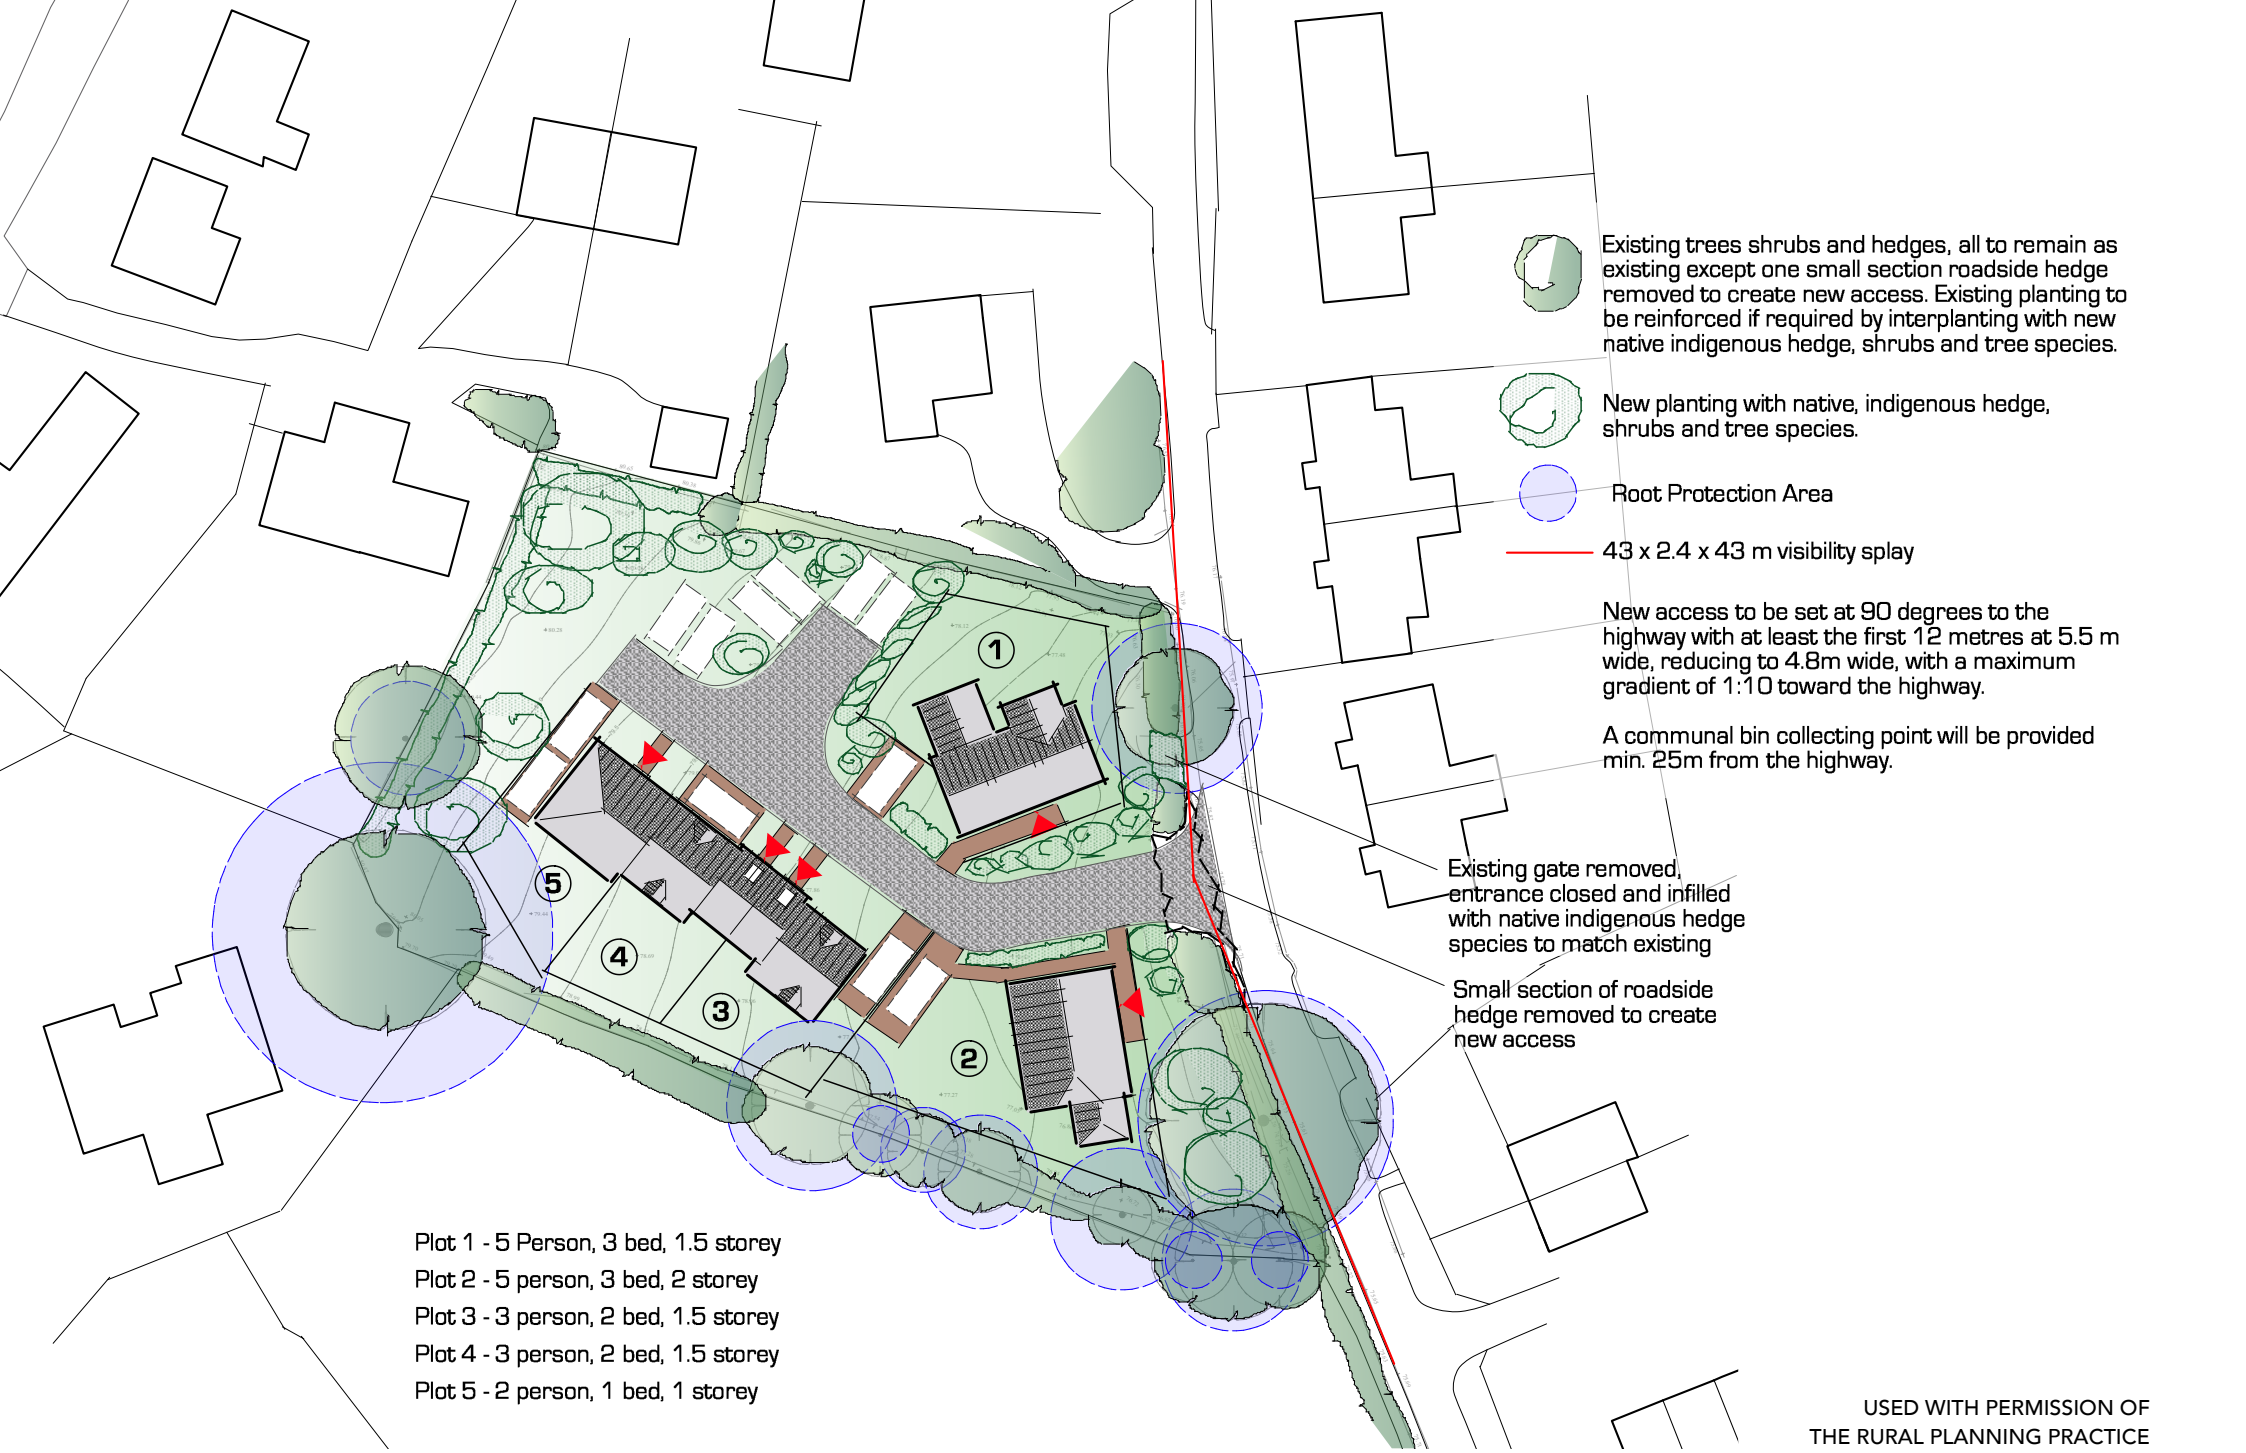 Existing trees shrubs and hedges, all to remain as
existing except one small section roadside hedge
removed to create new access. Existing planting to
be reinforced if required by interplanting with new
native indigenous hedge, shrubs and tree species.
New planting with native, indigenous hedge,
shrubs and tree species.
Root Protection Area
43 x 2.4 x 43 m visibility splay
New access to be set at 90 degrees to the
highway with at least the first 12 metres at 5.5 m
wide, reducing to 4.8m wide, with a maximum
gradient of 1:10 toward the highway.
A communal bin collecting point will be provided
min. 25m from the highway.
1
5
4
3
2
Existing gate removed,
entrance closed and infilled
with native indigenous hedge
species to match existing
Small section of roadside
hedge removed to create
new access
Plot 1 - 5 Person, 3 bed, 1.5 storey
Plot 2 - 5 person, 3 bed, 2 storey
Plot 3 - 3 person, 2 bed, 1.5 storey
Plot 4 - 3 person, 2 bed, 1.5 storey
Plot 5 - 2 person, 1 bed, 1 storey
USED WITH PERMISSION OF
THE RURAL PLANNING PRACTICE